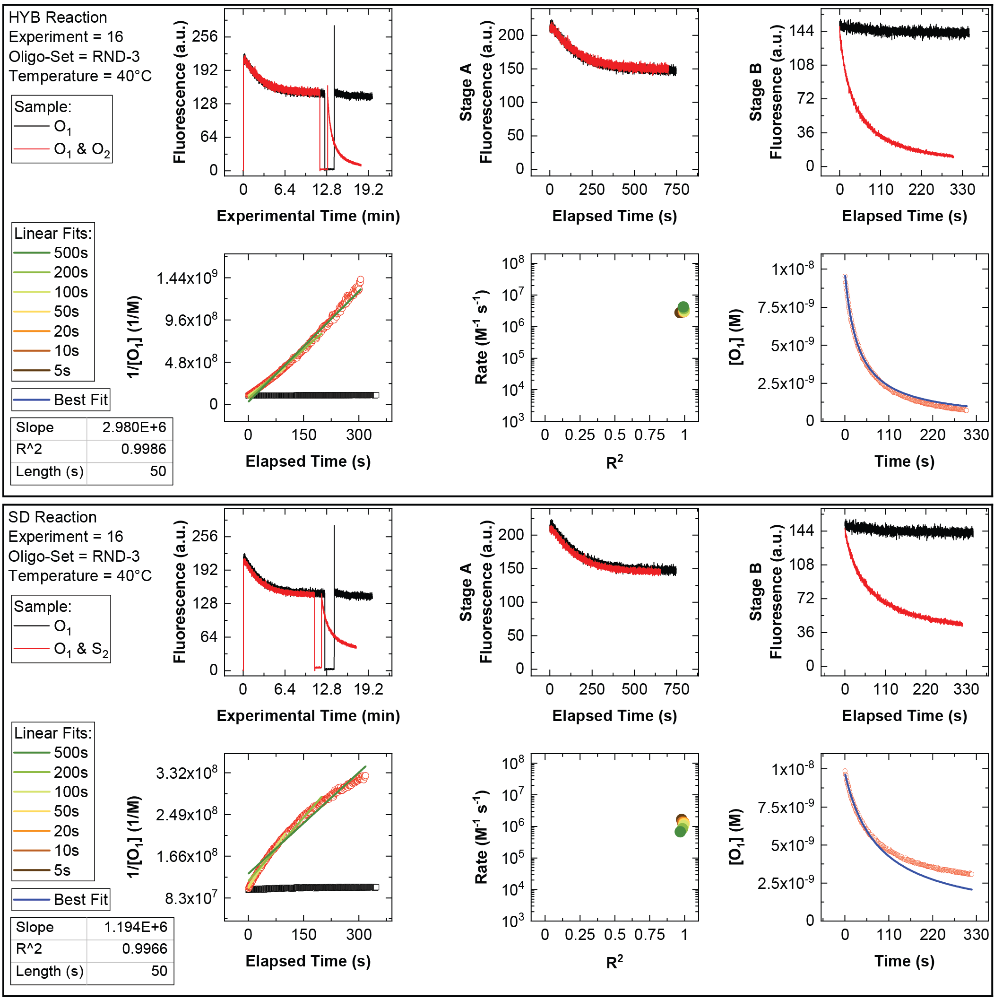 HYB Reaction
Experiment = 16
Oligo-Set = RND-3
Temperature = 40°C
Sample:
O1
O1 & O2
Fluorescence (a.u.)
256
192
128
64
0
0 6.4 12.8 19.2
Experimental Time (min)
Stage A
Fluorescence (a.u.)
200
150
100
50
0
0 250 500 750
Elapsed Time (s)
Stage B
Fluoresence (a.u.)
144
108
72
36
0
0 110 220 330
Elapsed Time (s)
Linear Fits:
500s
200s
100s
50s
20s
10s
5s
Best Fit
Slope 2.980E+6
R^2 0.9986
Length (s) 50
1/[O1] (1/M)
1.44x10^9
9.6x10^8
4.8x10^8
0
0 150 300
Elapsed Time (s)
Rate (M^-1 s^-1)
10^8
10^7
10^6
10^5
10^4
10^3
0 0.25 0.5 0.75 1
R^2
[O1] (M)
1x10^-8
7.5x10^-9
5x10^-9
2.5x10^-9
0
0 110 220 330
Time (s)
SD Reaction
Experiment = 16
Oligo-Set = RND-3
Temperature = 40°C
Sample:
O1
O1 & S2
Fluorescence (a.u.)
256
192
128
64
0
0 6.4 12.8 19.2
Experimental Time (min)
Stage A
Fluorescence (a.u.)
200
150
100
50
0
0 250 500 750
Elapsed Time (s)
Stage B
Fluoresence (a.u.)
144
108
72
36
0
0 110 220 330
Elapsed Time (s)
Linear Fits:
500s
200s
100s
50s
20s
10s
5s
Best Fit
Slope 1.194E+6
R^2 0.9966
Length (s) 50
1/[O1] (1/M)
3.32x10^8
2.49x10^8
1.66x10^8
8.3x10^7
0 150 300
Elapsed Time (s)
Rate (M^-1 s^-1)
10^8
10^7
10^6
10^5
10^4
10^3
0 0.25 0.5 0.75 1
R^2
[O1] (M)
1x10^-8
7.5x10^-9
5x10^-9
2.5x10^-9
0
0 110 220 330
Time (s)